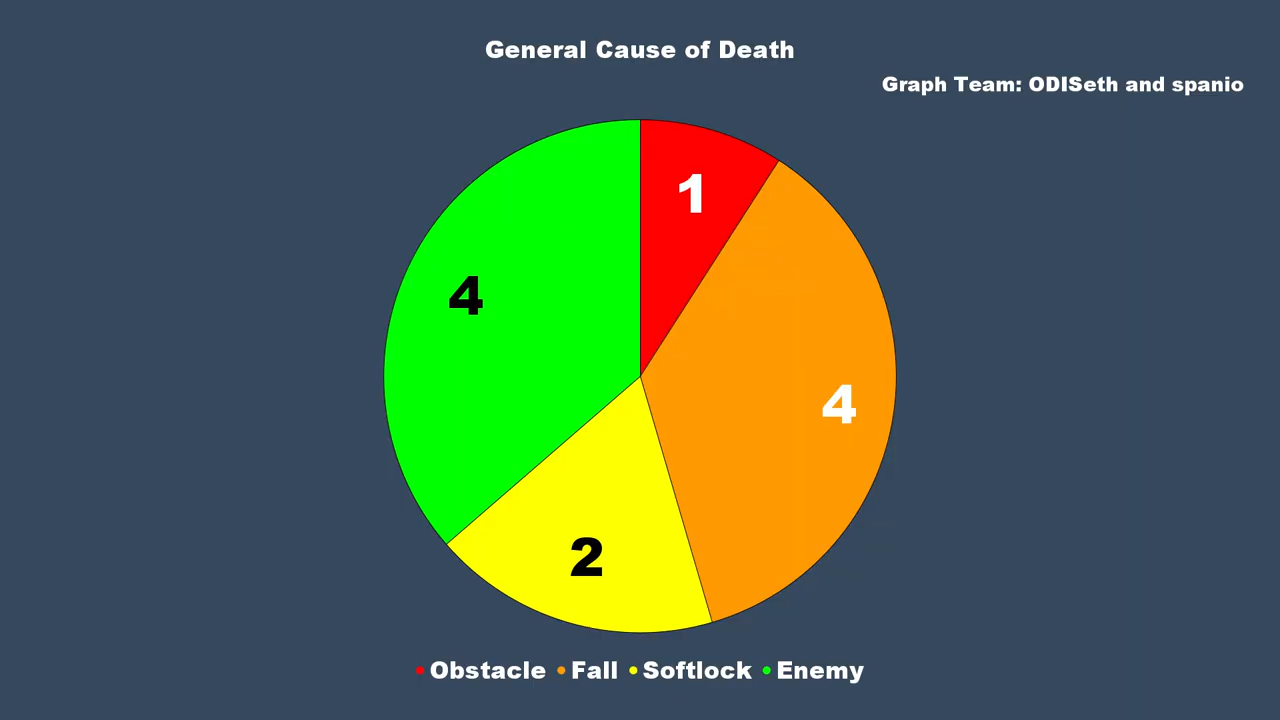 General Cause of Death
Graph Team: ODISeth and spanio
1
4
4
2
Obstacle Fall Softlock Enemy